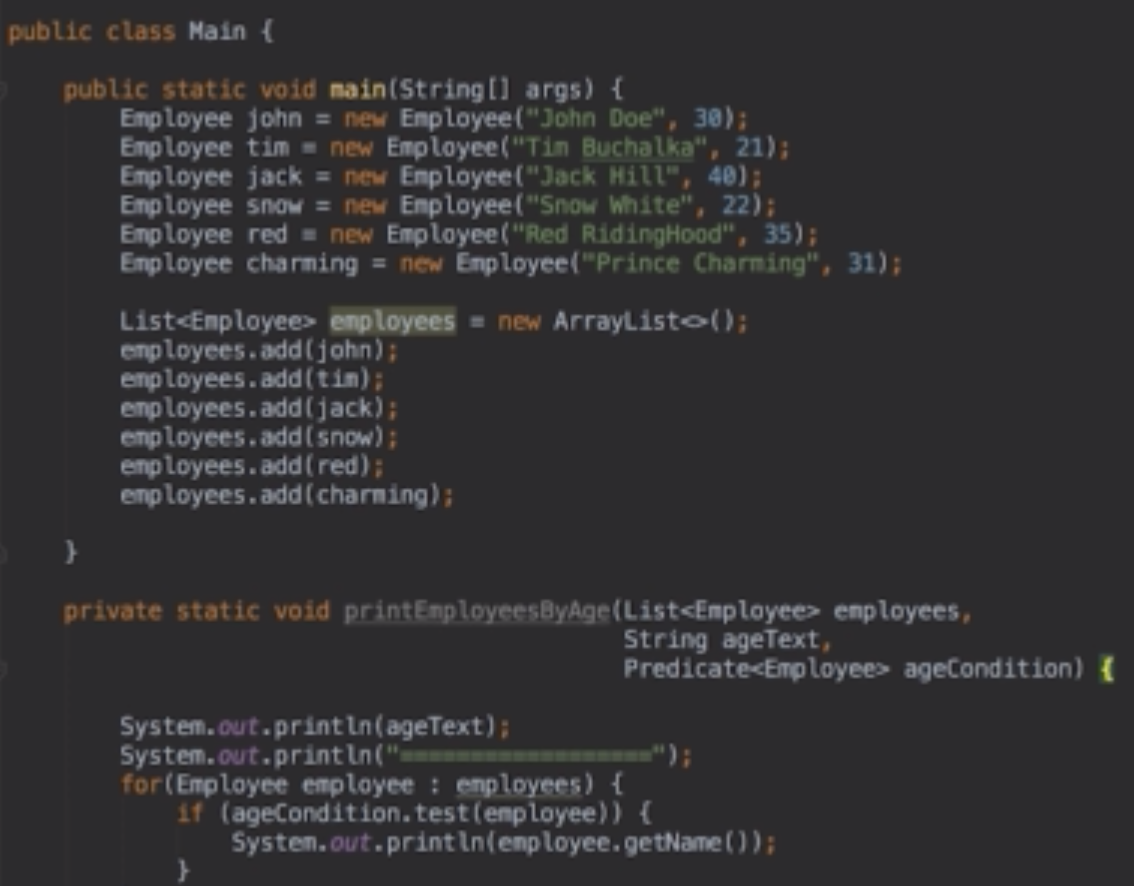 public class Main {
public static void main(String[] args) {
Employee john = new Employee("John Doe", 30);
Employee tim = new Employee("Tim Buchalka", 21);
Employee jack = new Employee("Jack Hill", 40);
Employee snow = new Employee("Snow White", 22);
Employee red = new Employee("Red RidingHood", 35);
Employee charming = new Employee("Prince Charming", 31);
List<Employee> employees = new ArrayList<>();
employees.add(john);
employees.add(tim);
employees.add(jack);
employees.add(snow);
employees.add(red);
employees.add(charming);
}
private static void printEmployeesByAge(List<Employee> employees,
String ageText,
Predicate<Employee> ageCondition) {
System.out.println(ageText);
System.out.println("==================");
for(Employee employee : employees) {
if (ageCondition.test(employee)) {
System.out.println(employee.getName());
}